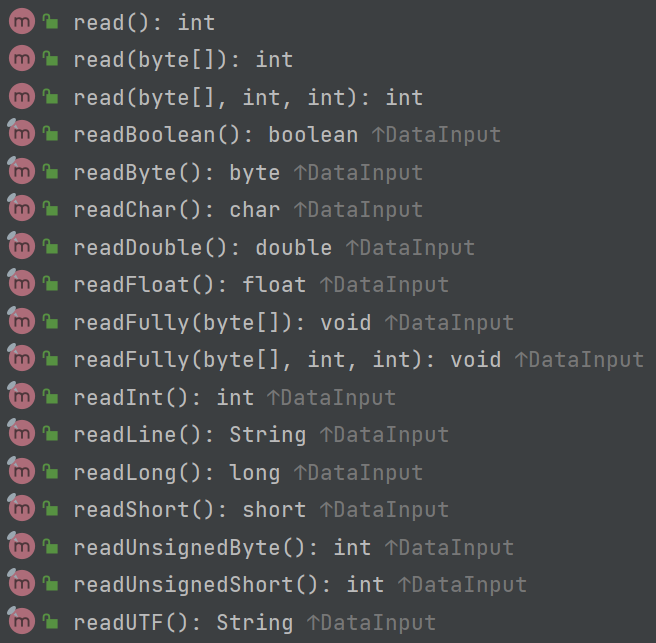 read(): int
read(byte[]): int
read(byte[], int, int): int
readBoolean(): boolean ↑DataInput
readByte(): byte ↑DataInput
readChar(): char ↑DataInput
readDouble(): double ↑DataInput
readFloat(): float ↑DataInput
readFully(byte[]): void ↑DataInput
readFully(byte[], int, int): void ↑DataInput
readInt(): int ↑DataInput
readLine(): String ↑DataInput
readLong(): long ↑DataInput
readShort(): short ↑DataInput
readUnsignedByte(): int ↑DataInput
readUnsignedShort(): int ↑DataInput
readUTF(): String ↑DataInput